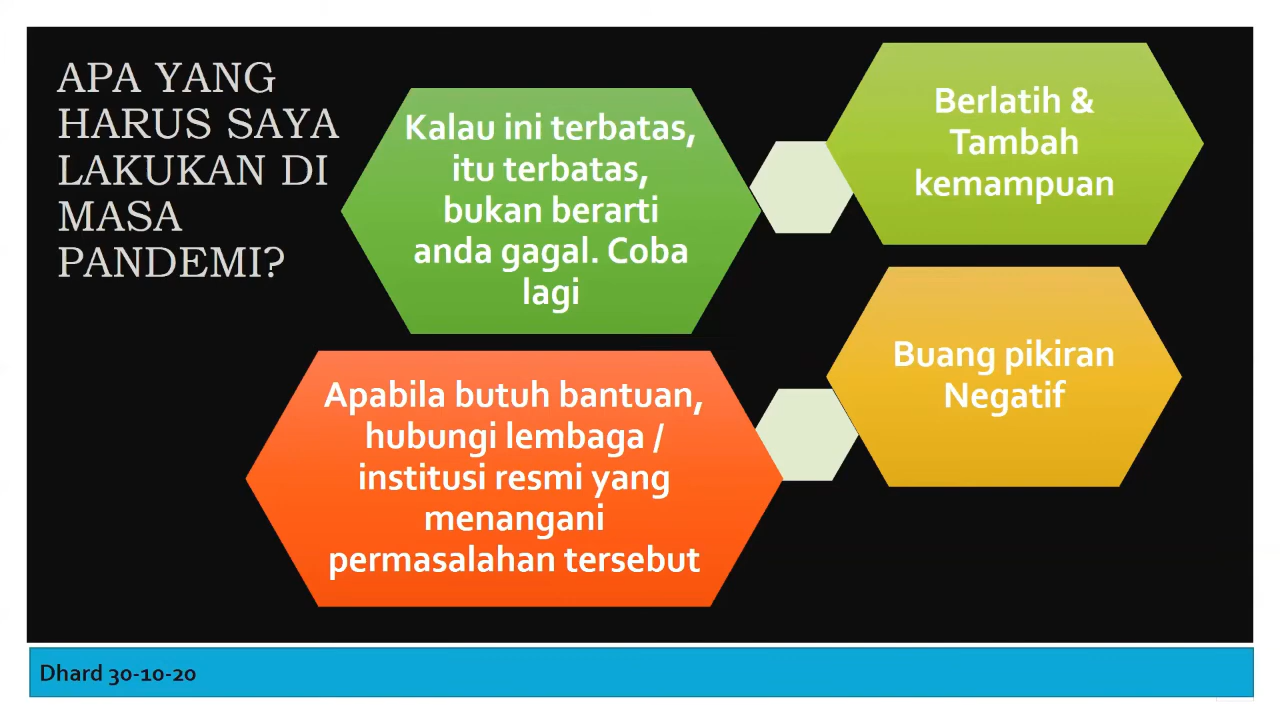 APA YANG
HARUS SAYA
LAKUKAN DI
MASA
PANDEMI?
Kalau ini terbatas,
itu terbatas,
bukan berarti
anda gagal. Coba
lagi
Berlatih &
Tambah
kemampuan
Buang pikiran
Negatif
Apabila butuh bantuan,
hubungi lembaga /
institusi resmi yang
menangani
permasalahan tersebut
Dhard 30-10-20